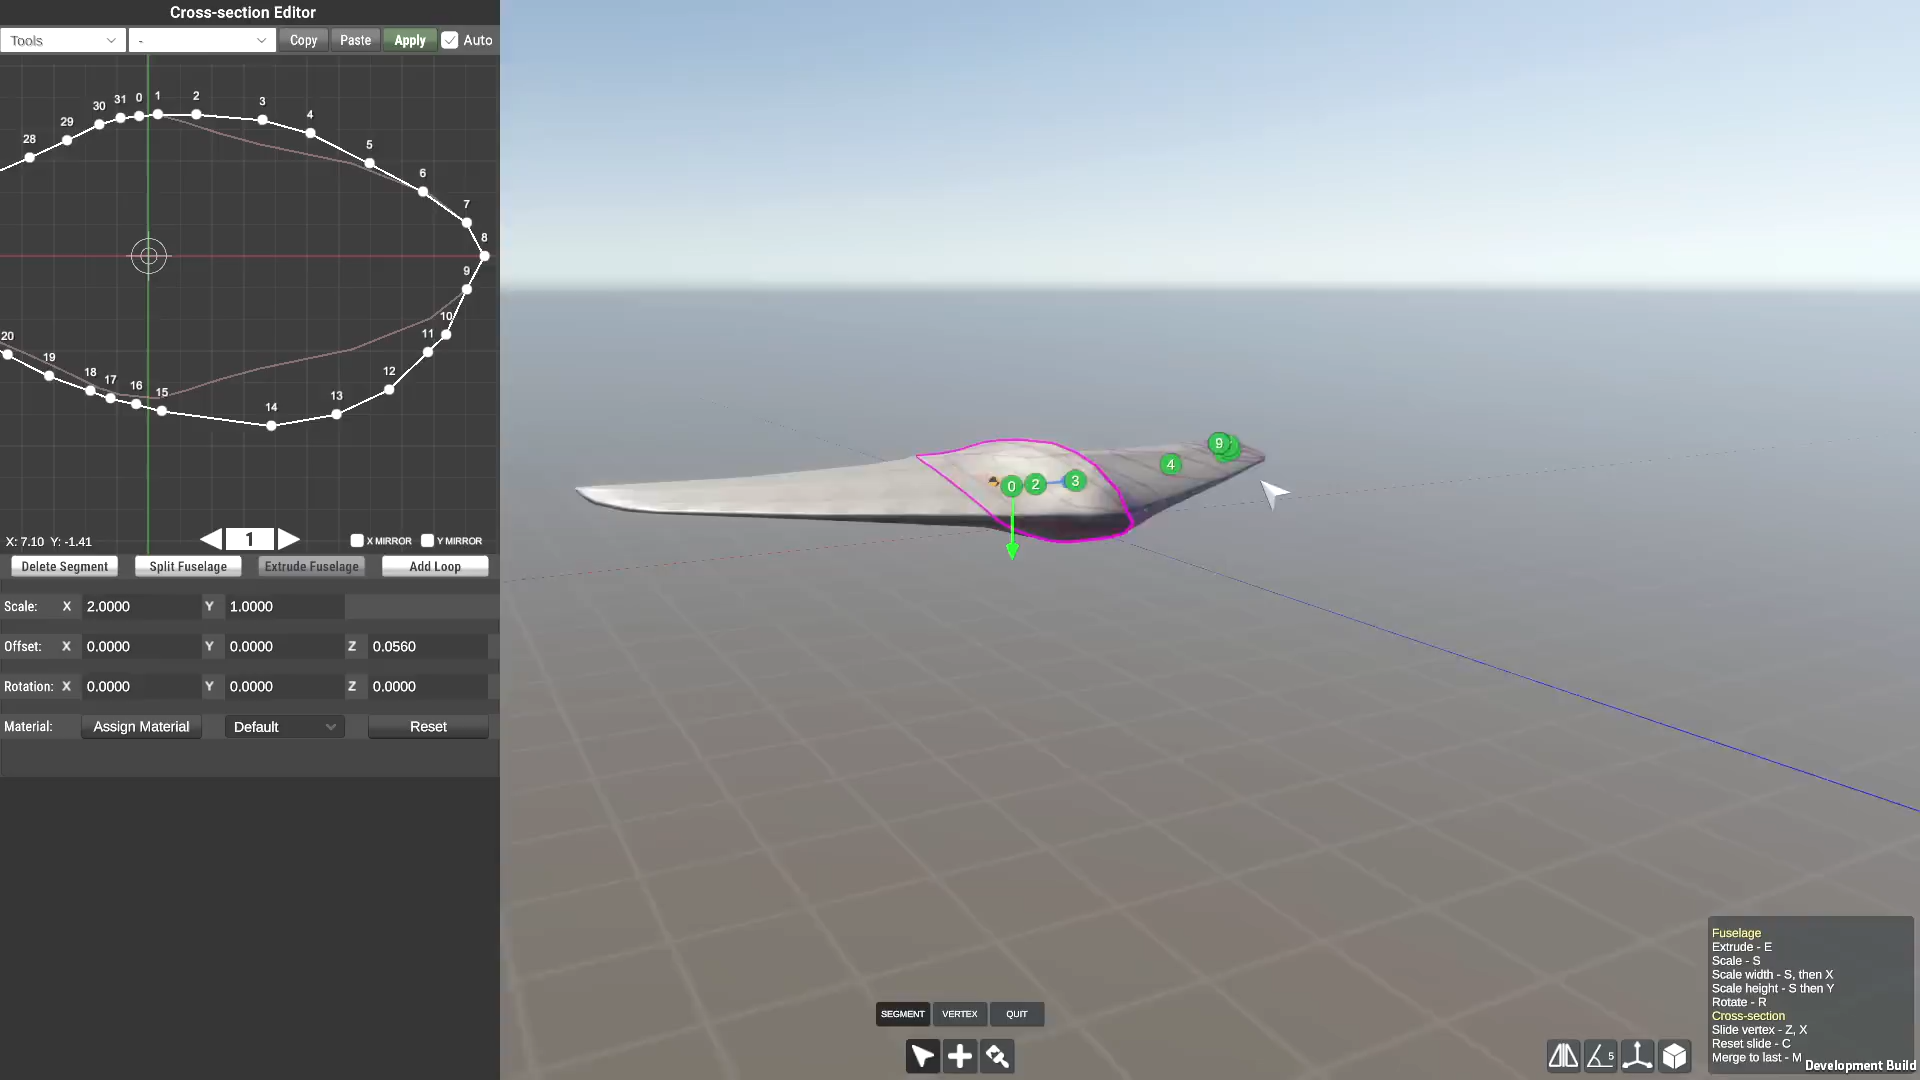 Cross-section Editor
Tools - Copy Paste Apply Auto
28 29 30 31 0 1 2 3 4 5 6 7 8 9 10 11 12 13 14 15 16 17 18 19 20
X: 7.10 Y: -1.41 1 X MIRROR Y MIRROR
Delete Segment Split Fuselage Extrude Fuselage Add Loop
Scale: X 2.0000 Y 1.0000
Offset: X 0.0000 Y 0.0000 Z 0.0560
Rotation: X 0.0000 Y 0.0000 Z 0.0000
Material: Assign Material Default Reset
0 2 3 4 9
SEGMENT VERTEX QUIT
5
Fuselage
Extrude - E
Scale - S
Scale width - S, then X
Scale height - S then Y
Rotate - R
Cross-section
Slide vertex - Z, X
Reset slide - C
Merge to last - M
Development Build